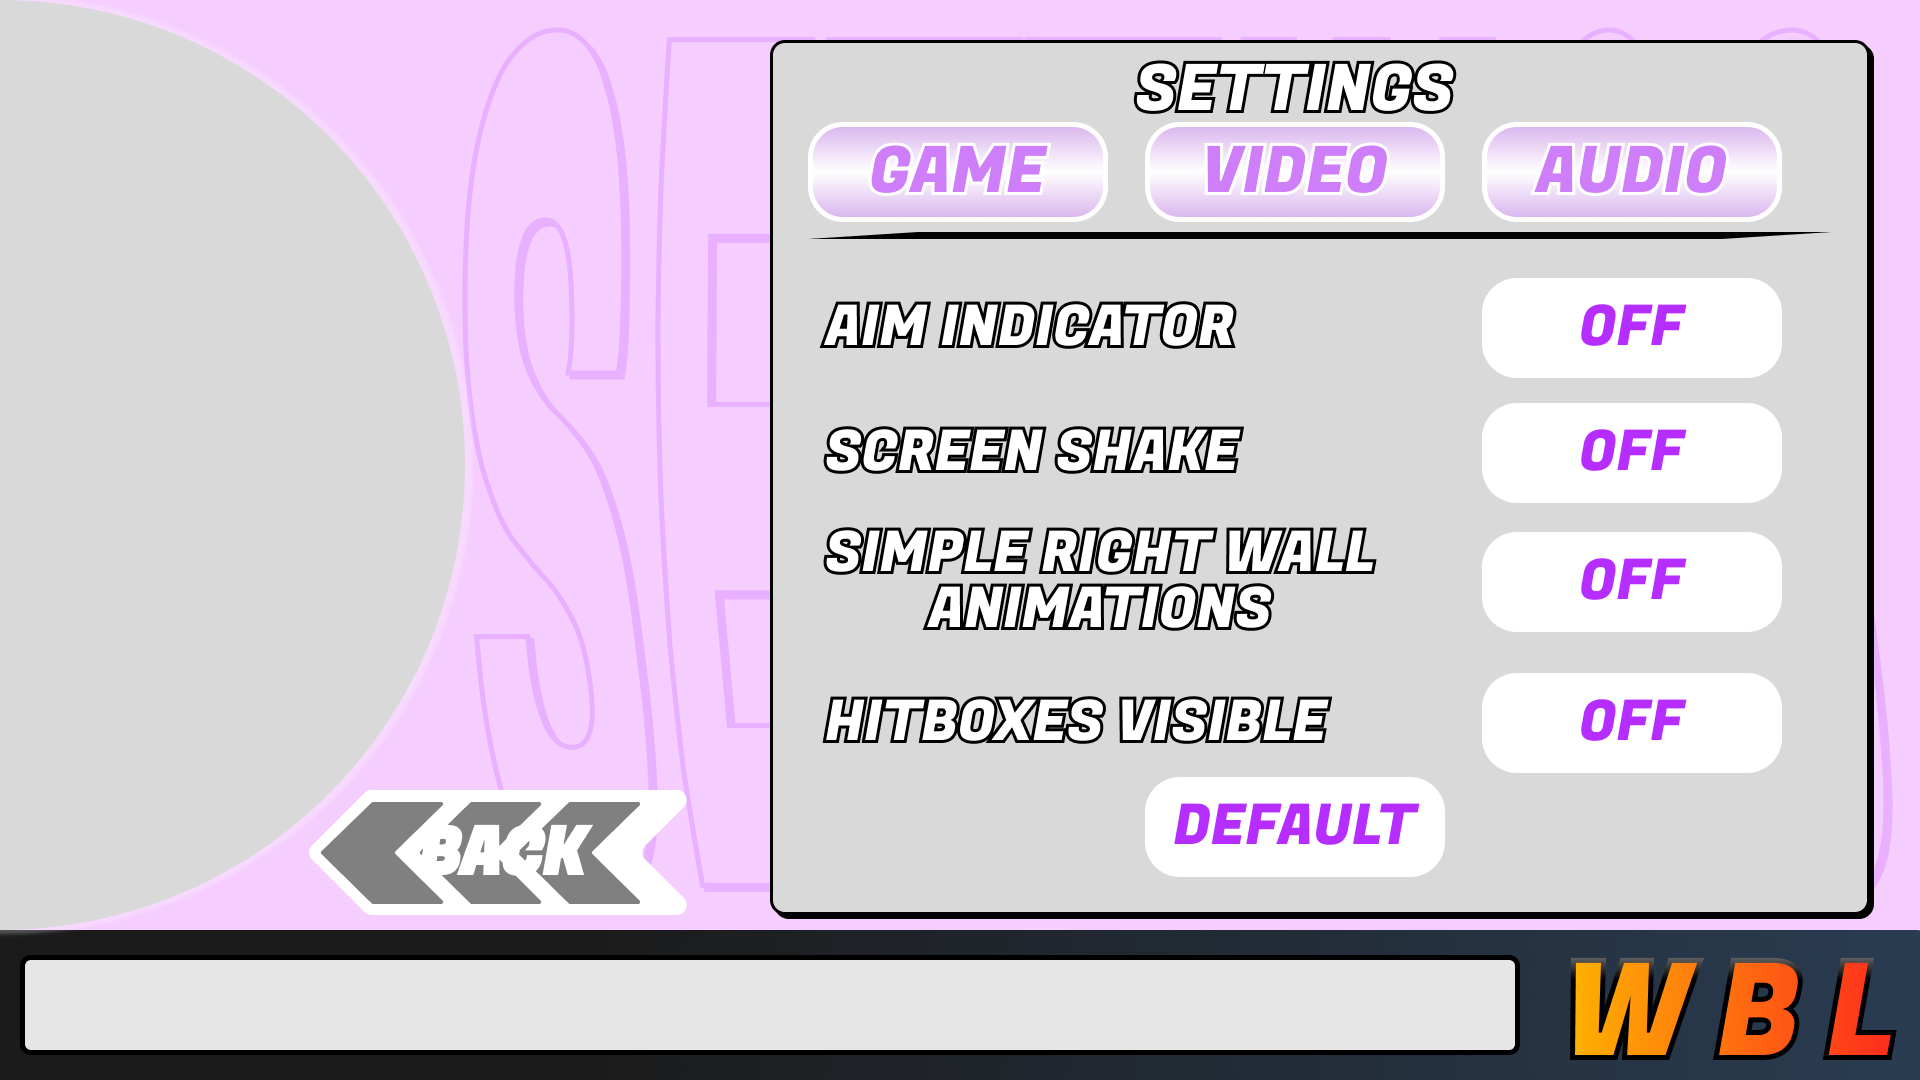 SETTINGS
GAME VIDEO AUDIO
AIM INDICATOR OFF
SCREEN SHAKE OFF
SIMPLE RIGHT WALL
ANIMATIONS OFF
HITBOXES VISIBLE OFF
DEFAULT
BACK
WBL